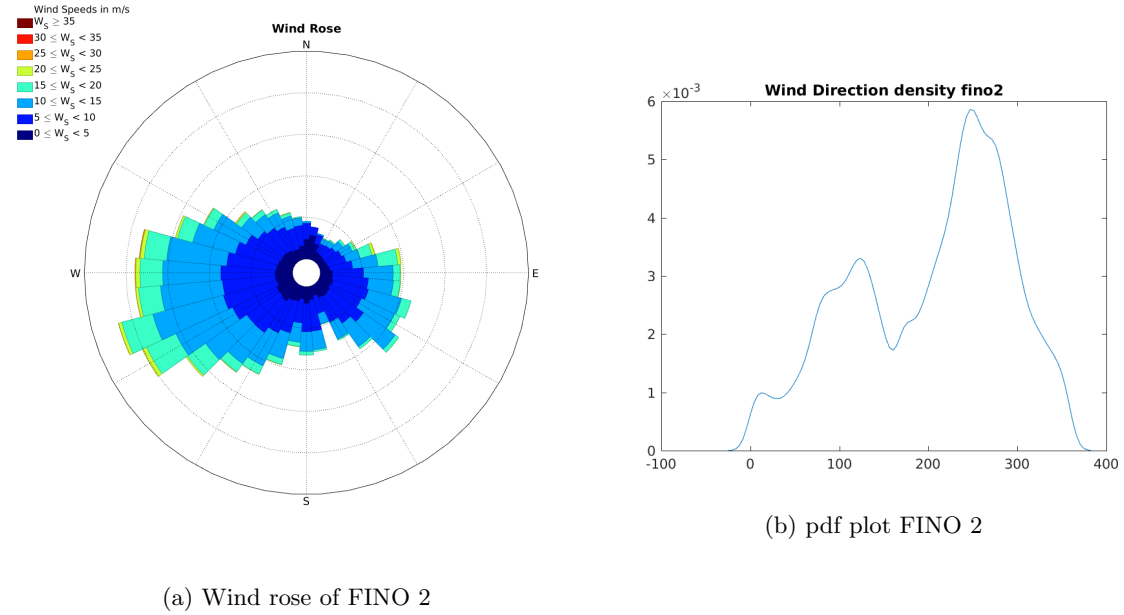 Wind Speeds in m/s
W_S ≥ 35
30 ≤ W_S < 35
25 ≤ W_S < 30
20 ≤ W_S < 25
15 ≤ W_S < 20
10 ≤ W_S < 15
5 ≤ W_S < 10
0 ≤ W_S < 5
Wind Rose
N
W
E
S
(a) Wind rose of FINO 2
Wind Direction density fino2
×10⁻³
6
5
4
3
2
1
0
-100 0 100 200 300 400
(b) pdf plot FINO 2